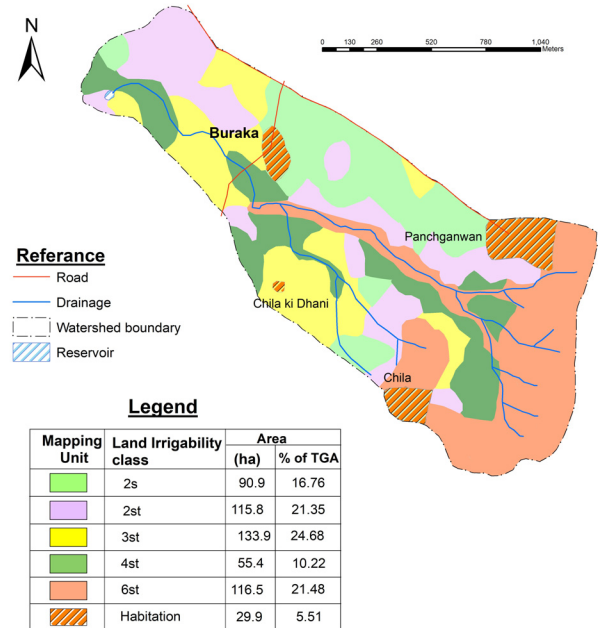 N
0 130 260 520 780 1,040
Meters
Buraka
Panchganwan
Chila ki Dhani
Chila
Referance
Road
Drainage
Watershed boundary
Reservoir
Legend
Mapping Unit Land Irrigability class Area
(ha) % of TGA
2s 90.9 16.76
2st 115.8 21.35
3st 133.9 24.68
4st 55.4 10.22
6st 116.5 21.48
Habitation 29.9 5.51